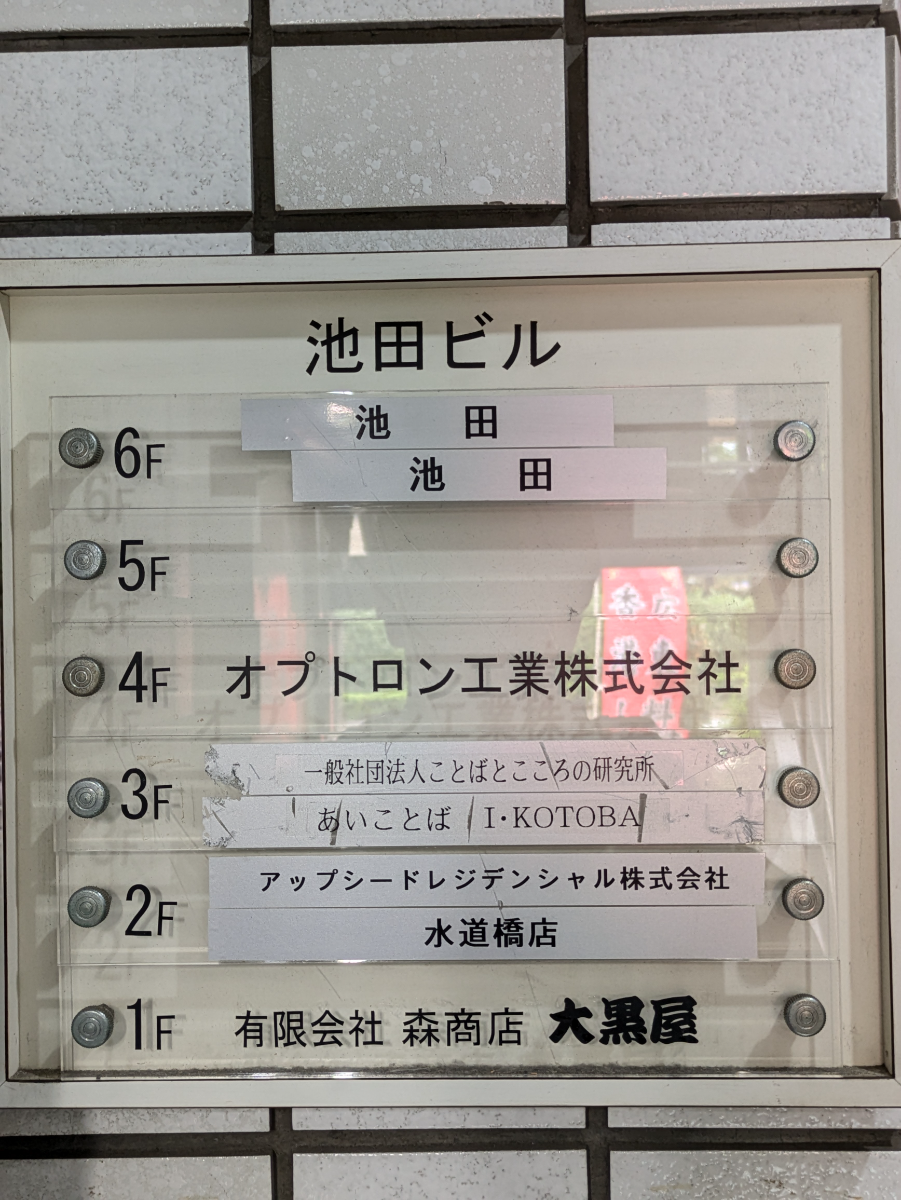 池田ビル
6F 池 田
池 田
5F
4F オプトロン工業株式会社
3F 一般社団法人ことばとこころの研究所
あいことば I・KOTOBA
2F アップシードレジデンシャル株式会社
水道橋店
1F 有限会社 森商店 大黒屋